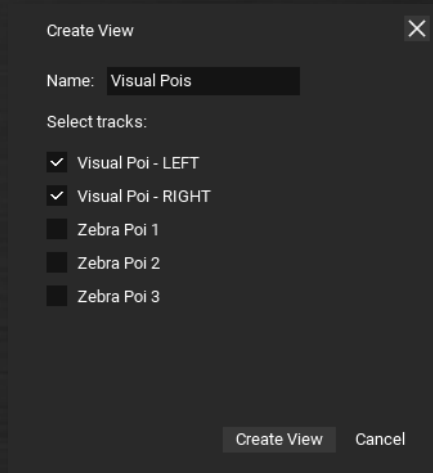 Create View
Name: Visual Pois
Select tracks:
Visual Poi - LEFT
Visual Poi - RIGHT
Zebra Poi 1
Zebra Poi 2
Zebra Poi 3
Create View Cancel